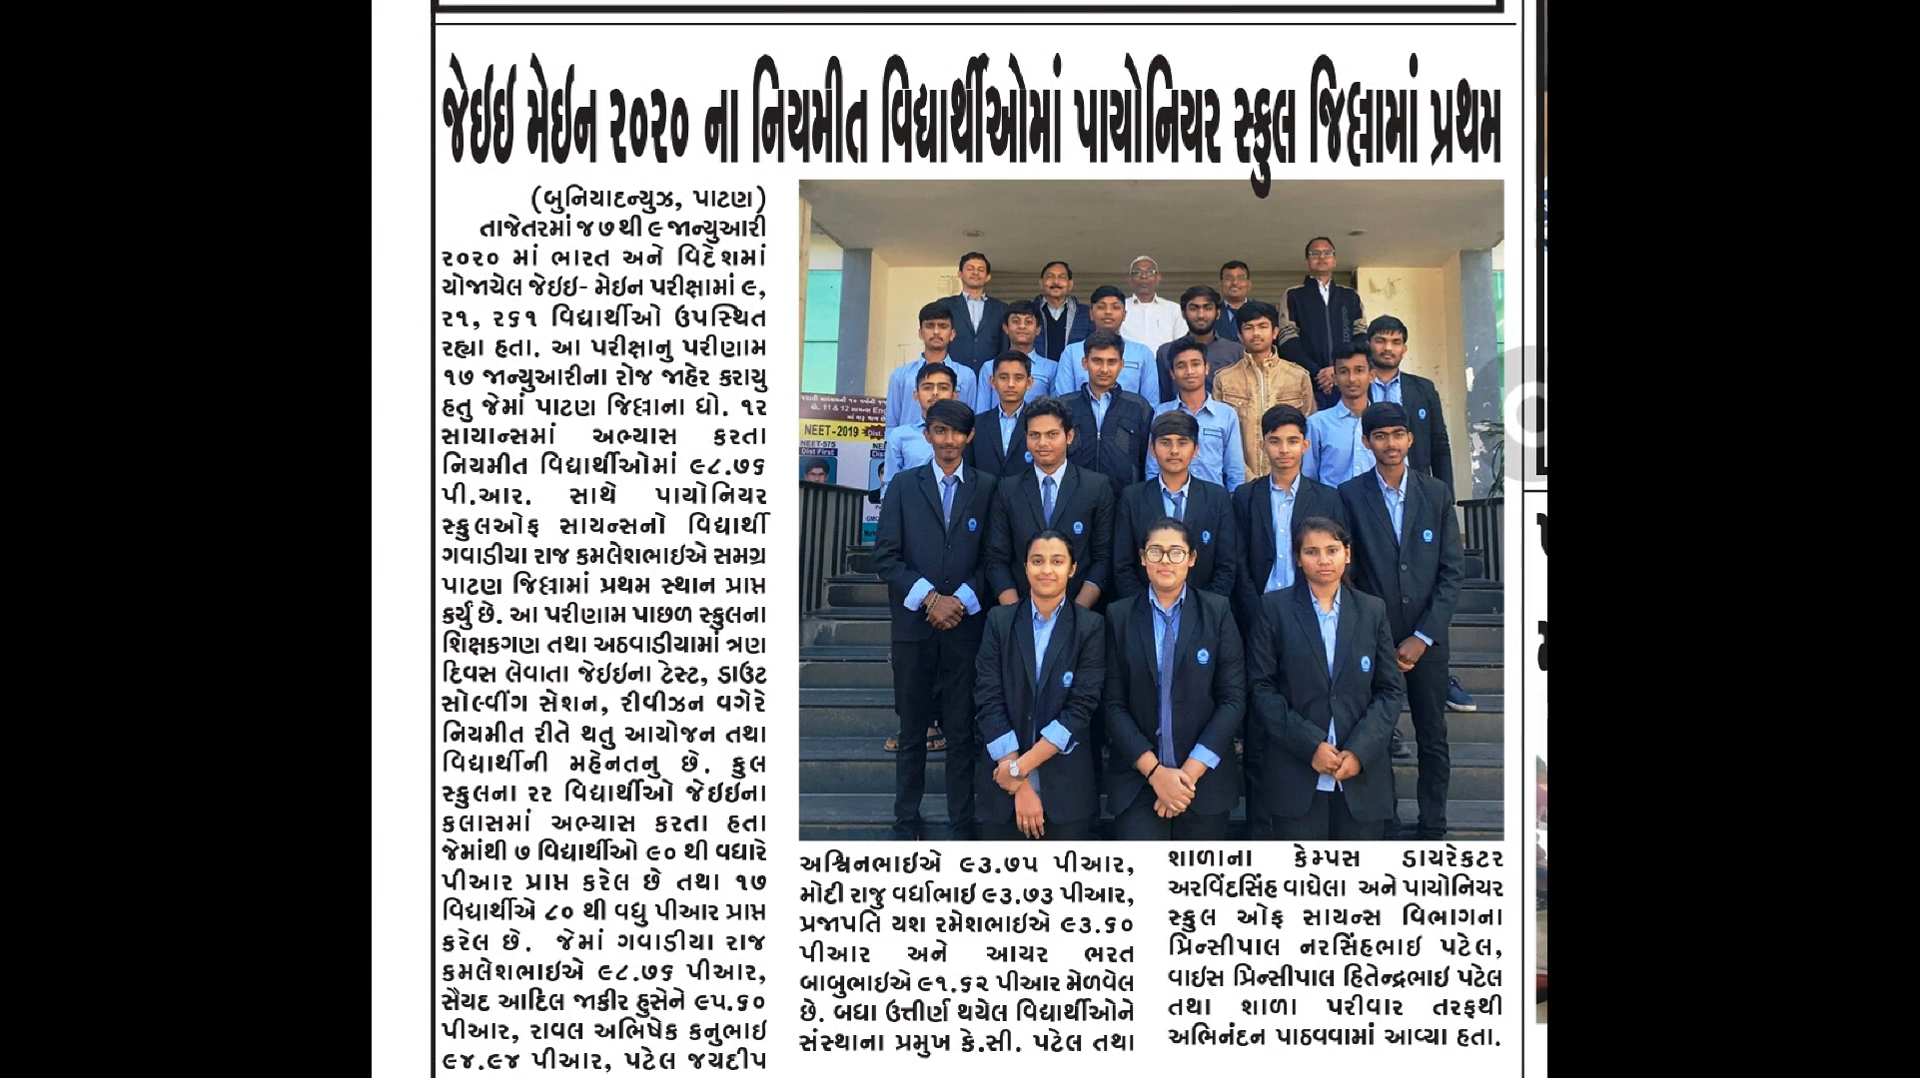 જેઇઇ મેઇન ૨૦૨૦ ના નિયમીત વિદ્યાર્થીઓમાં પાયોનિયર સ્કુલ જિલ્લામાં પ્રથમ
(બુનિયાદન્યુઝ, પાટણ)
તાજેતરમાં જ ૭ થી ૯ જાન્યુઆરી
૨૦૨૦ માં ભારત અને વિદેશમાં
યોજાયેલ જેઇઇ- મેઇન પરીક્ષામાં ૯,
૨૧, ૨૬૧ વિદ્યાર્થીઓ ઉપસ્થિત
રહ્યા હતા. આ પરીક્ષાનુ પરીણામ
૧૭ જાન્યુઆરીના રોજ જાહેર કરાયુ
હતુ જેમાં પાટણ જિલ્લાના ધો. ૧૨
સાયાન્સમાં અભ્યાસ કરતા
નિયમીત વિદ્યાર્થીઓમાં ૯૮.૭૬
પી.આર. સાથે પાયોનિયર
સ્કુલઓફ સાયન્સનો વિદ્યાર્થી
ગવાડીયા રાજ કમલેશભાઇએ સમગ્ર
પાટણ જિલ્લામાં પ્રથમ સ્થાન પ્રાપ્ત
કર્યું છે. આ પરીણામ પાછળ સ્કુલના
શિક્ષકગણ તથા અઠવાડીયામાં ત્રણ
દિવસ લેવાતા જેઇઇના ટેસ્ટ, ડાઉટ
સોલ્વીંગ સેશન, રીવીઝન વગેરે
નિયમીત રીતે થતુ આયોજન તથા
વિદ્યાર્થીની મહેનતનુ છે. કુલ
સ્કુલના ૨૨ વિદ્યાર્થીઓ જેઇઇના
કલાસમાં અભ્યાસ કરતા હતા
જેમાંથી ૭ વિદ્યાર્થીઓ ૯૦ થી વધારે
પીઆર પ્રાપ્ત કરેલ છે તથા ૧૭
વિદ્યાર્થીએ ૮૦ થી વધુ પીઆર પ્રાપ્ત
કરેલ છે. જેમાં ગવાડીયા રાજ
કમલેશભાઇએ ૯૮.૭૬ પીઆર,
સૈયદ આદિલ જાકીર હુસેને ૯૫.૬૦
પીઆર, રાવલ અભિષેક કનુભાઇ
૯૪.૯૪ પીઆર, પટેલ જયદીપ
NEET-2019
NEET-575
Dist First
અશ્વિનભાઇએ ૯૩.૭૫ પીઆર,
મોદી રાજુ વર્ધાભાઇ ૯૩.૭૩ પીઆર,
પ્રજાપતિ યશ રમેશભાઇએ ૯૩.૬૦
પીઆર અને આયર ભરત
બાબુભાઇએ ૯૧.૬૨ પીઆર મેળવેલ
છે. બધા ઉત્તીર્ણ થયેલ વિદ્યાર્થીઓને
સંસ્થાના પ્રમુખ કે.સી. પટેલ તથા
શાળાના કેમ્પસ ડાયરેકટર
અરવિંદસિંહ વાઘેલા અને પાયોનિયર
સ્કુલ ઓફ સાયન્સ વિભાગના
પ્રિન્સીપાલ નરસિંહભાઇ પટેલ,
વાઇસ પ્રિન્સીપાલ હિતેન્દ્રભાઇ પટેલ
તથા શાળા પરીવાર તરફથી
અભિનંદન પાઠવવામાં આવ્યા હતા.